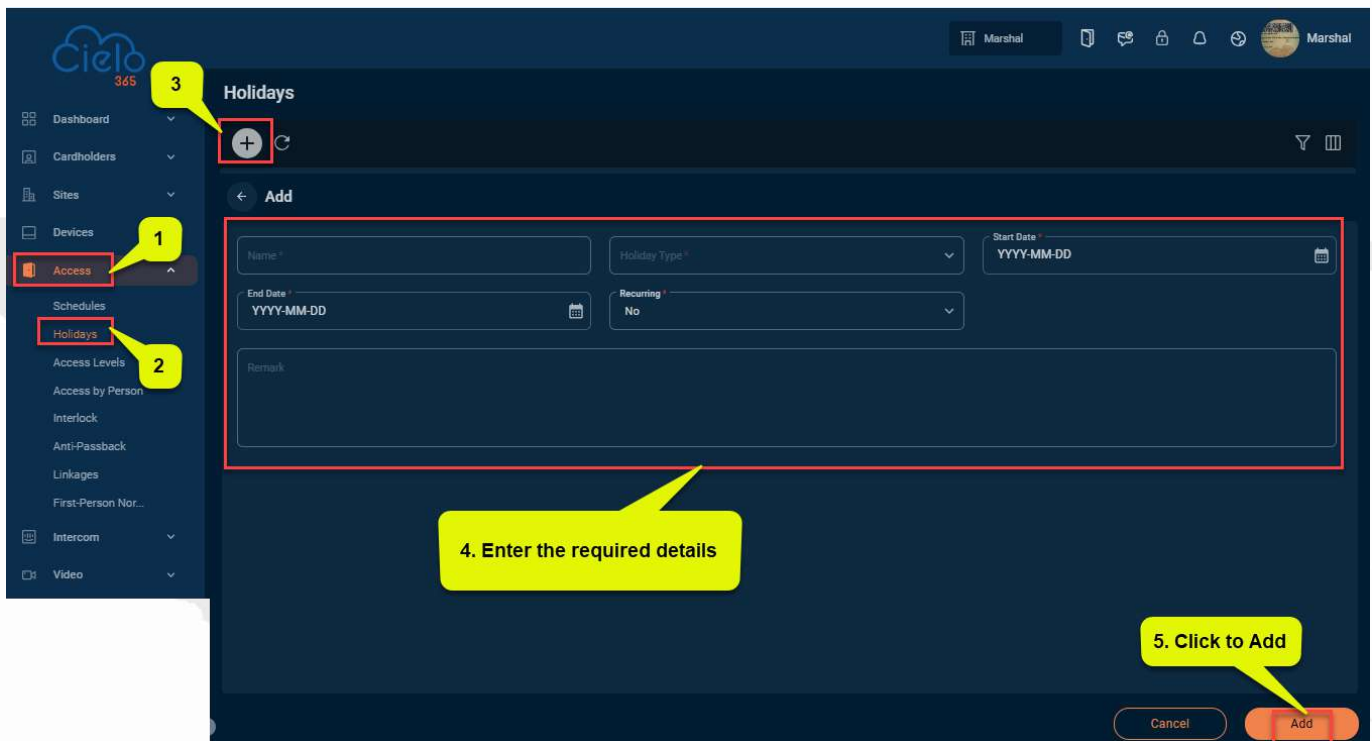 Cielo
365
Marshal
Marshal
3
Holidays
Dashboard
Cardholders
Sites
Add
Devices
1
Name *
Holiday Type *
Start Date *
YYYY-MM-DD
Access
End Date *
YYYY-MM-DD
Recurring *
No
Schedules
Holidays
Access Levels
2
Remark
Access by Person
Interlock
Anti-Passback
Linkages
First-Person Nor...
Intercom
4. Enter the required details
Video
5. Click to Add
Cancel
Add